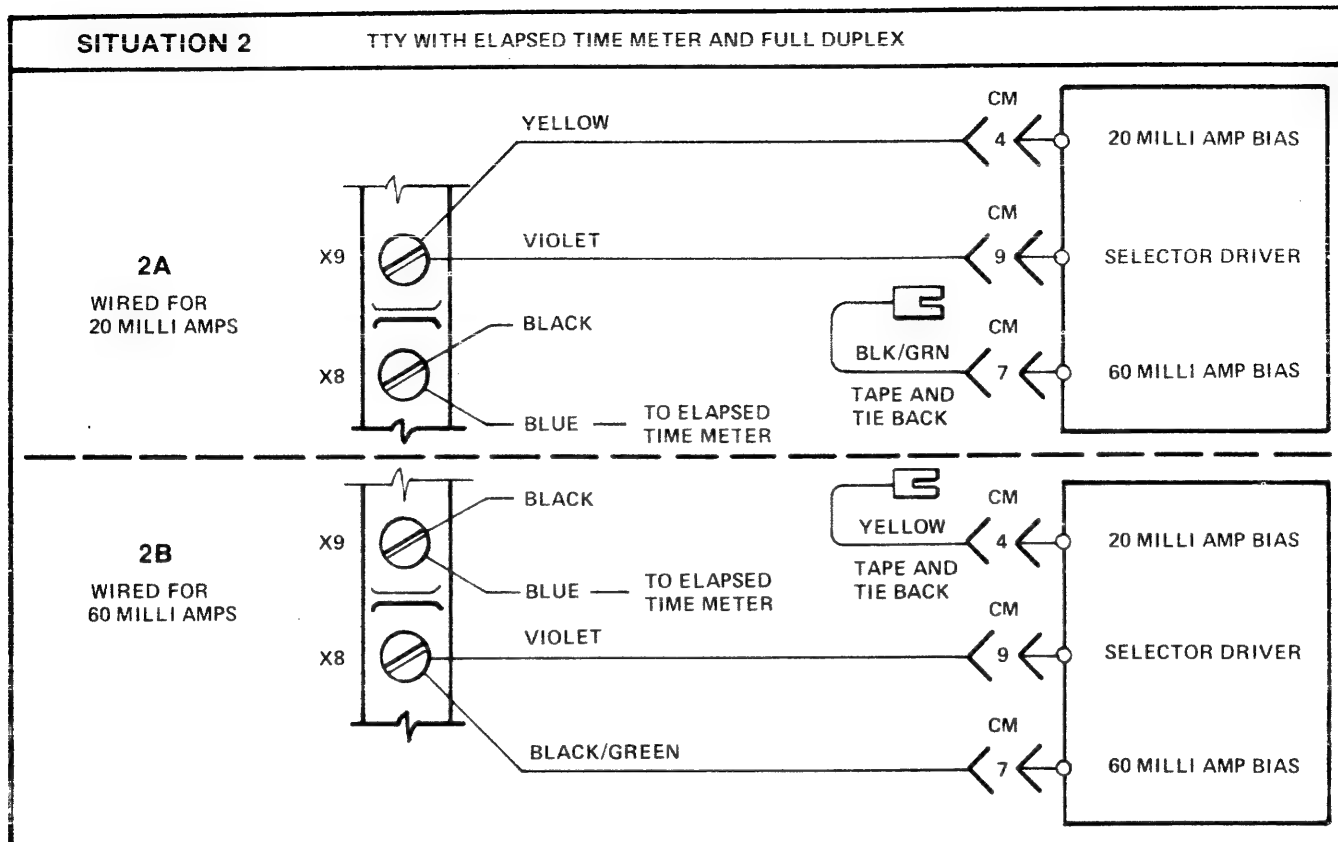 SITUATION 2 TTY WITH ELAPSED TIME METER AND FULL DUPLEX
CM
YELLOW
4
20 MILLI AMP BIAS
CM
X9
VIOLET
9
SELECTOR DRIVER
2A
WIRED FOR
20 MILLI AMPS
BLACK
CM
X8
BLK/GRN
7
60 MILLI AMP BIAS
TAPE AND
TIE BACK
BLUE
TO ELAPSED
TIME METER
BLACK
CM
X9
YELLOW
4
20 MILLI AMP BIAS
2B
WIRED FOR
60 MILLI AMPS
TAPE AND
TIE BACK
BLUE
TO ELAPSED
TIME METER
CM
X8
VIOLET
9
SELECTOR DRIVER
CM
BLACK/GREEN
7
60 MILLI AMP BIAS